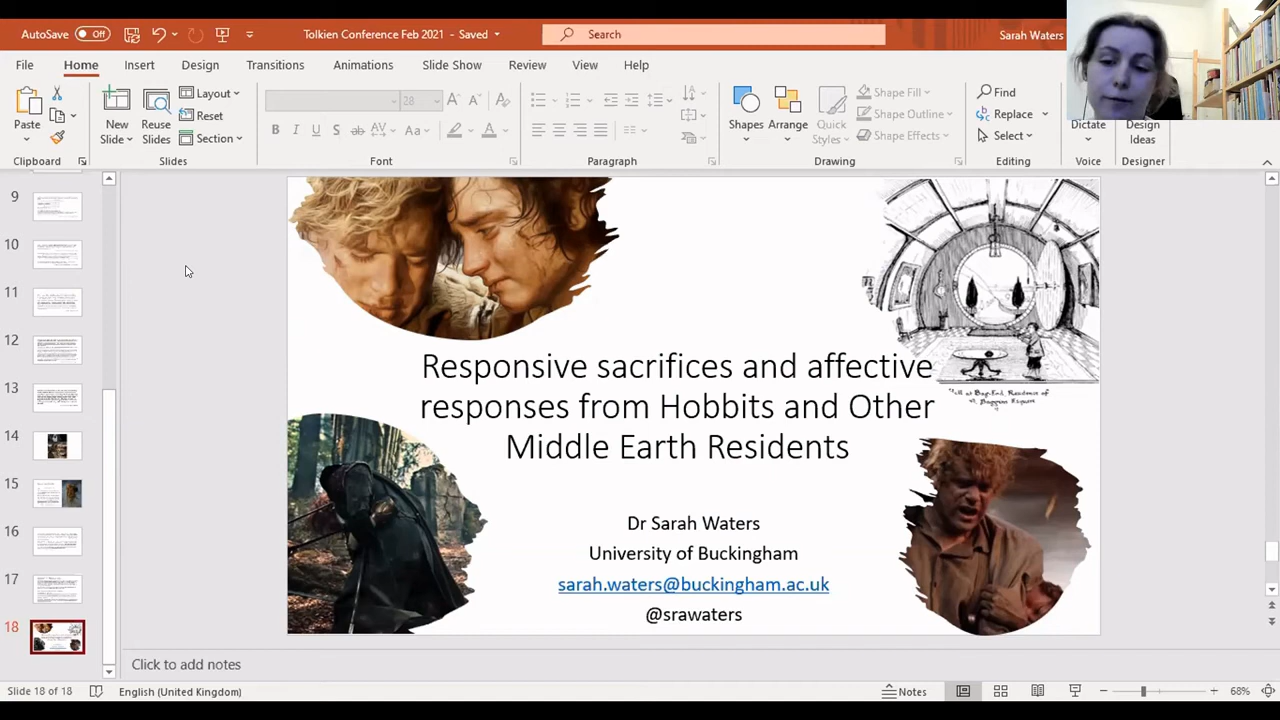 AutoSave Off
Tolkien Conference Feb 2021 - Saved
Search
Sarah Waters
File Home Insert Design Transitions Animations Slide Show Review View Help
Paste
Clipboard
New Slide
Reuse Slides
Layout
Reset
Section
Slides
28
Font
Paragraph
Shapes
Arrange
Quick Styles
Shape Fill
Shape Outline
Shape Effects
Drawing
Find
Replace
Select
Editing
Dictate
Voice
Design Ideas
Designer
9
10
11
12
13
14
15
16
17
18
Responsive sacrifices and affective
responses from Hobbits and Other
Middle Earth Residents
Dr Sarah Waters
University of Buckingham
sarah.waters@buckingham.ac.uk
@srawaters
Click to add notes
Slide 18 of 18
English (United Kingdom)
Notes
68%